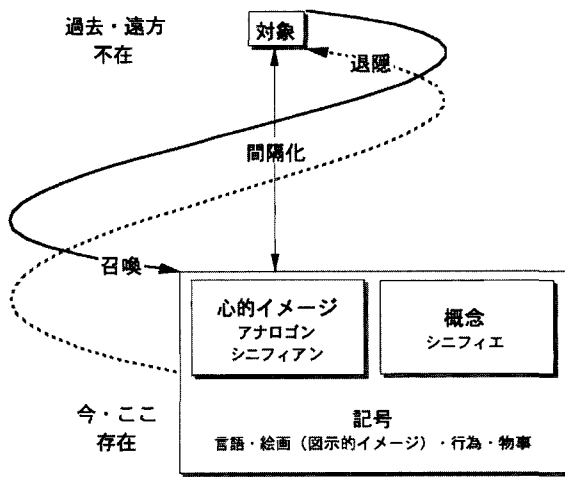 過去・遠方
不在
対象
退隠
間隔化
召喚
心的イメージ
アナロゴン
シニフィアン
概念
シニフィエ
今・ここ
存在
記号
言語・絵画（図示的イメージ）・行為・物事